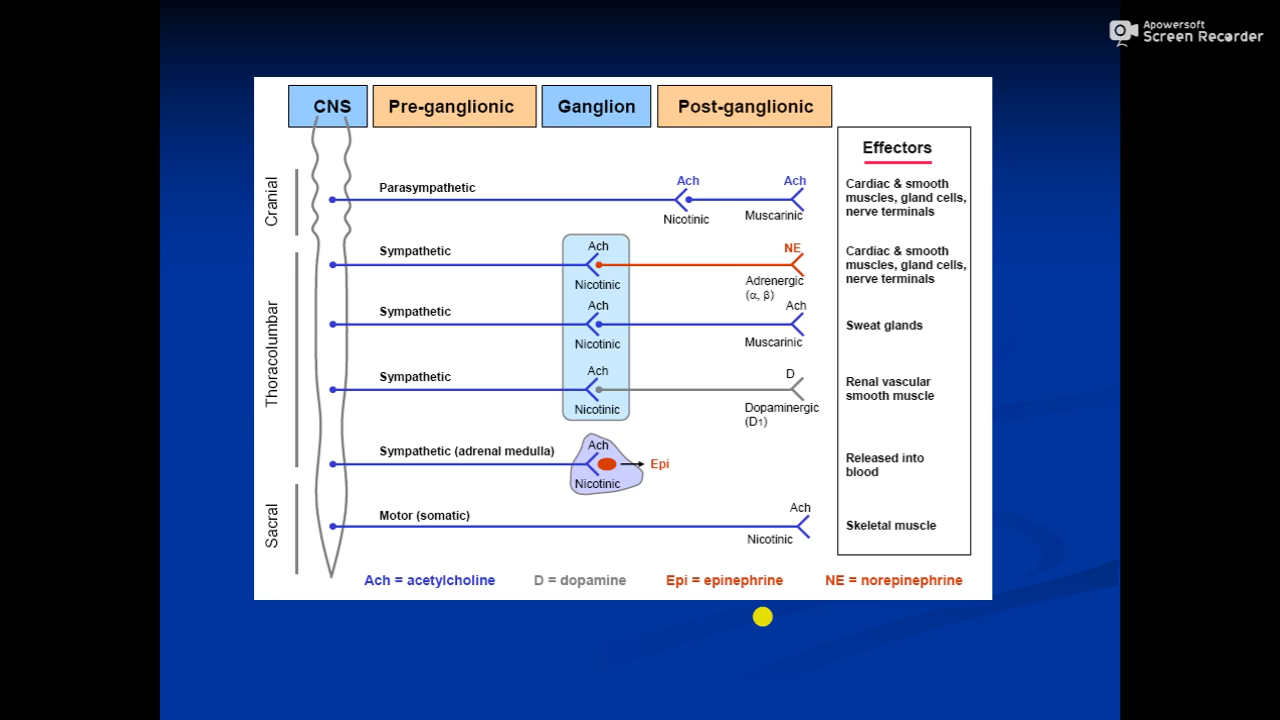 Apowersoft
Screen Recorder
CNS
Pre-ganglionic
Ganglion
Post-ganglionic
Effectors
Cranial
Parasympathetic
Ach
Nicotinic
Ach
Muscarinic
Cardiac & smooth
muscles, gland cells,
nerve terminals
Thoracolumbar
Sympathetic
Ach
Nicotinic
NE
Adrenergic
(α, β)
Cardiac & smooth
muscles, gland cells,
nerve terminals
Sympathetic
Ach
Nicotinic
Ach
Muscarinic
Sweat glands
Sympathetic
Ach
Nicotinic
D
Dopaminergic
(D1)
Renal vascular
smooth muscle
Sympathetic (adrenal medulla)
Ach
Nicotinic
Epi
Released into
blood
Sacral
Motor (somatic)
Ach
Nicotinic
Skeletal muscle
Ach = acetylcholine
D = dopamine
Epi = epinephrine
NE = norepinephrine